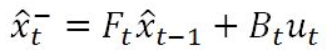 x̂ₜ⁻ = Fₜx̂ₜ₋₁ + Bₜuₜ